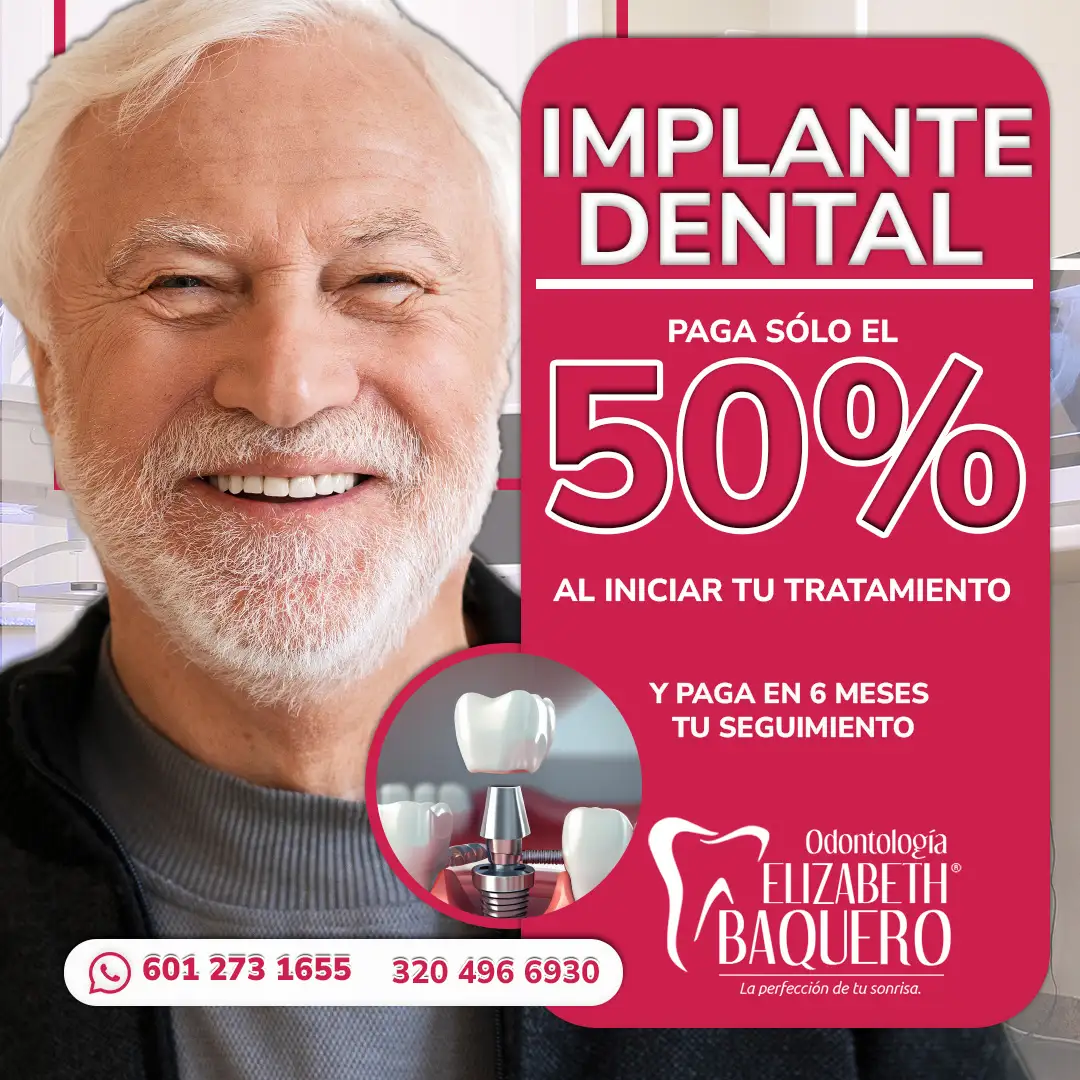 IMPLANTE
DENTAL
PAGA SÓLO EL
50%
AL INICIAR TU TRATAMIENTO
Y PAGA EN 6 MESES
TU SEGUIMIENTO
Odontología
ELIZABETH®
BAQUERO
La perfección de tu sonrisa.
601 273 1655 320 496 6930